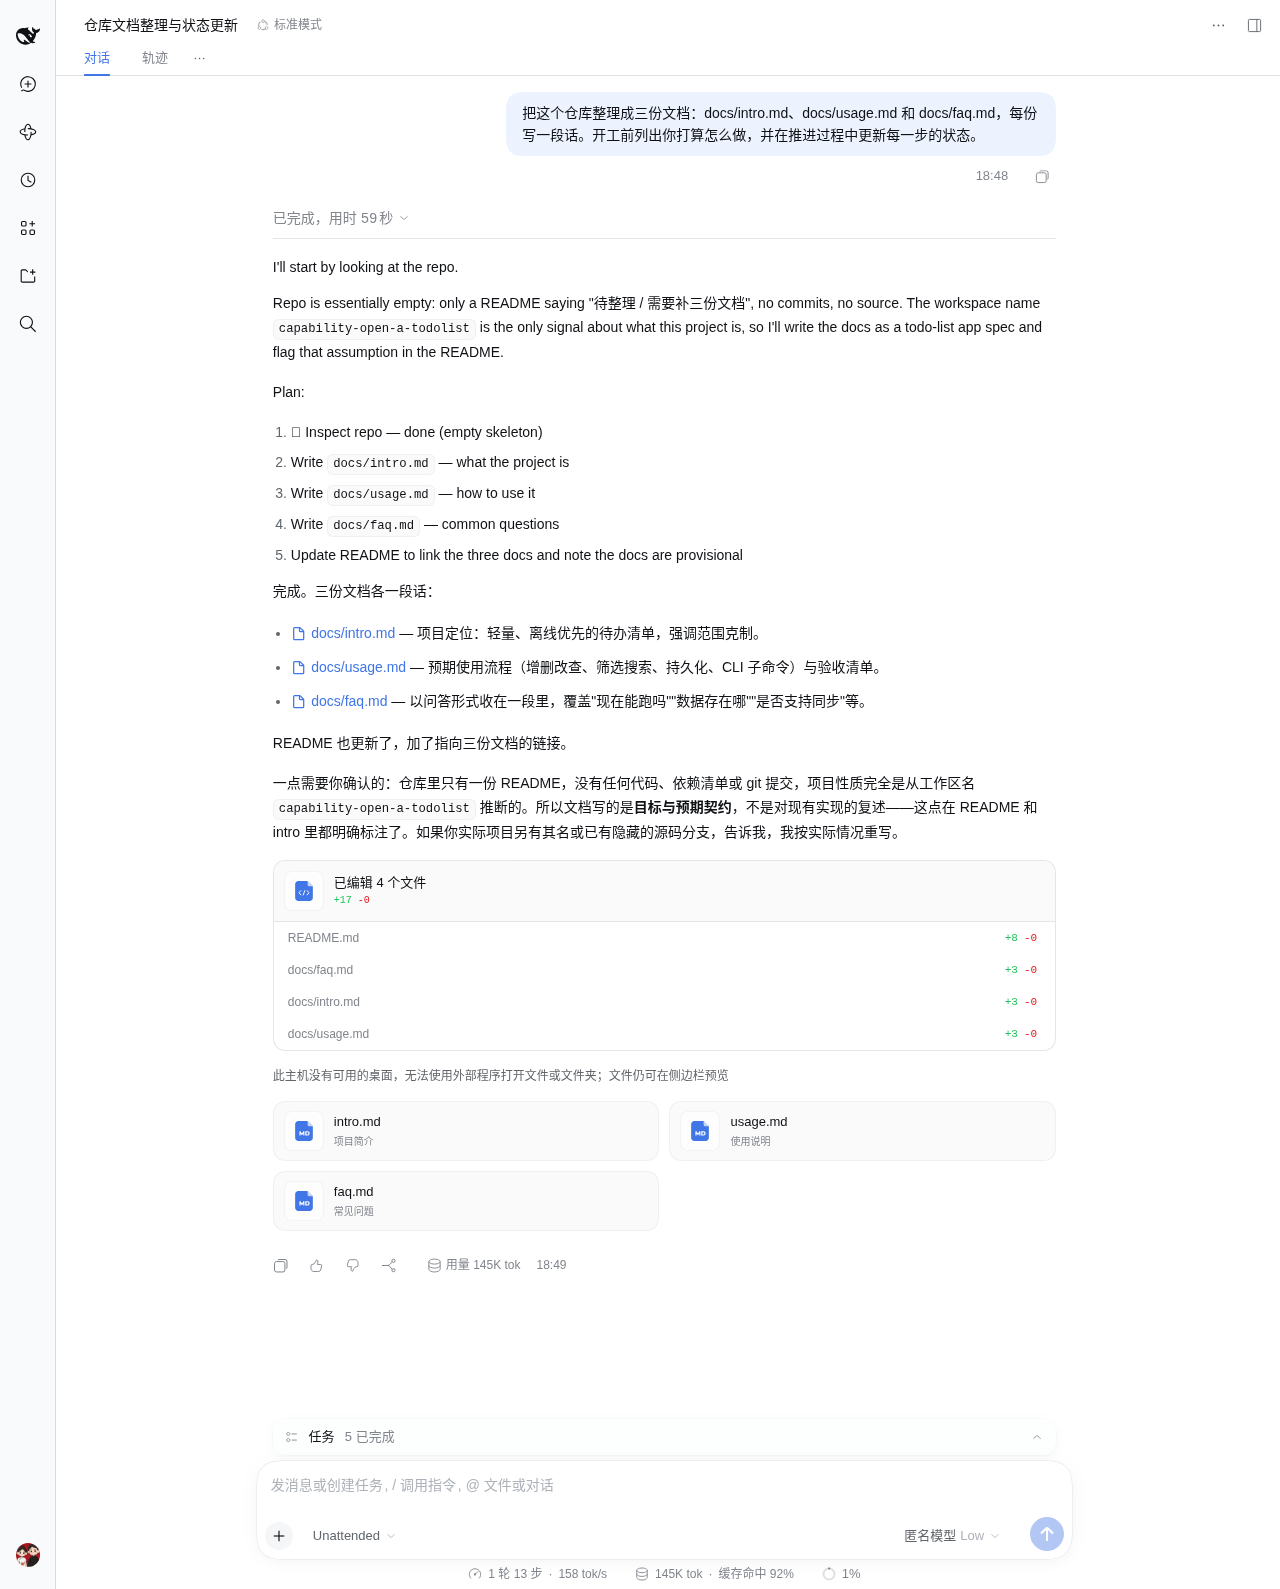 仓库文档整理与状态更新 标准模式
对话 轨迹 ···
把这个仓库整理成三份文档：docs/intro.md、docs/usage.md 和 docs/faq.md，每份
写一段话。开工前列出你打算怎么做，并在推进过程中更新每一步的状态。
18:48
已完成，用时 59秒
I'll start by looking at the repo.
Repo is essentially empty: only a README saying "待整理 / 需要补三份文档", no commits, no source. The workspace name
capability-open-a-todolist is the only signal about what this project is, so I'll write the docs as a todo-list app spec and
flag that assumption in the README.
Plan:
1. Inspect repo — done (empty skeleton)
2. Write docs/intro.md — what the project is
3. Write docs/usage.md — how to use it
4. Write docs/faq.md — common questions
5. Update README to link the three docs and note the docs are provisional
完成。三份文档各一段话：
• docs/intro.md — 项目定位：轻量、离线优先的待办清单，强调范围克制。
• docs/usage.md — 预期使用流程（增删改查、筛选搜索、持久化、CLI 子命令）与验收清单。
• docs/faq.md — 以问答形式收在一段里，覆盖"现在能跑吗""数据存在哪""是否支持同步"等。
README 也更新了，加了指向三份文档的链接。
一点需要你确认的：仓库里只有一份 README，没有任何代码、依赖清单或 git 提交，项目性质完全是从工作区名
capability-open-a-todolist 推断的。所以文档写的是目标与预期契约，不是对现有实现的复述——这点在 README 和
intro 里都明确标注了。如果你实际项目另有其名或已有隐藏的源码分支，告诉我，我按实际情况重写。
已编辑 4 个文件
+17 -0
README.md +8 -0
docs/faq.md +3 -0
docs/intro.md +3 -0
docs/usage.md +3 -0
此主机没有可用的桌面，无法使用外部程序打开文件或文件夹；文件仍可在侧边栏预览
MD intro.md
项目简介
MD usage.md
使用说明
MD faq.md
常见问题
用量 145K tok 18:49
任务 5 已完成
发消息或创建任务, / 调用指令, @ 文件或对话
Unattended 匿名模型 Low
1 轮 13 步 · 158 tok/s 145K tok · 缓存命中 92% 1%